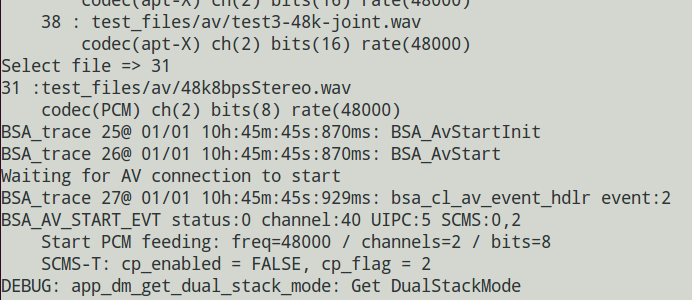 codec(apt-X) ch(2) bits(16) rate(48000)
38 : test_files/av/test3-48k-joint.wav
codec(apt-X) ch(2) bits(16) rate(48000)
Select file => 31
31 :test_files/av/48k8bpsStereo.wav
codec(PCM) ch(2) bits(8) rate(48000)
BSA_trace 25@ 01/01 10h:45m:45s:870ms: BSA_AvStartInit
BSA_trace 26@ 01/01 10h:45m:45s:870ms: BSA_AvStart
Waiting for AV connection to start
BSA_trace 27@ 01/01 10h:45m:45s:929ms: bsa_cl_av_event_hdlr event:2
BSA_AV_START_EVT status:0 channel:40 UIPC:5 SCMS:0,2
Start PCM feeding: freq=48000 / channels=2 / bits=8
SCMS-T: cp_enabled = FALSE, cp_flag = 2
DEBUG: app_dm_get_dual_stack_mode: Get DualStackMode